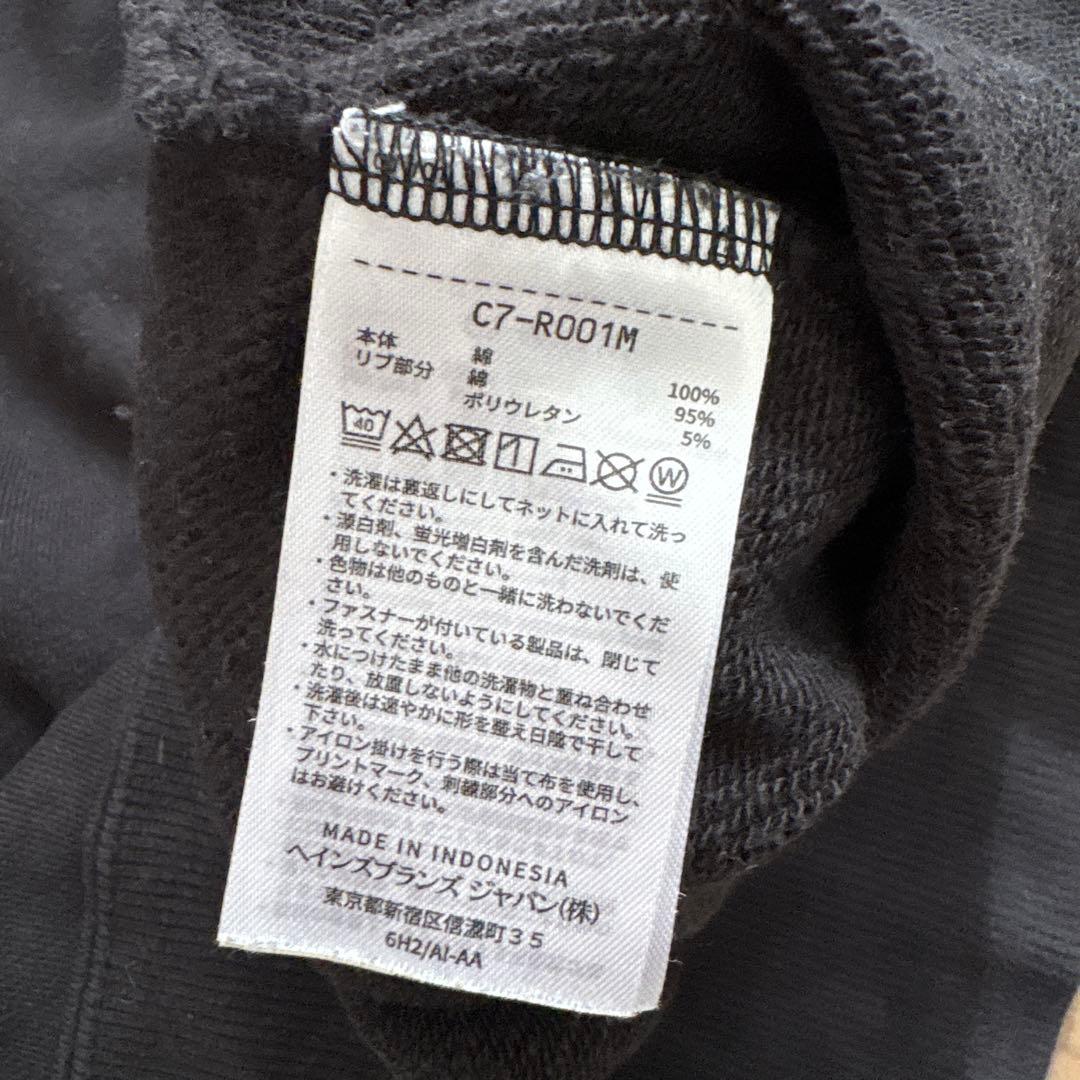 C7-R001M
本体 綿 100%
リブ部分 綿 95%
ポリウレタン 5%
40 W
・洗濯は裏返しにしてネットに入れて洗っ
てください。
・漂白剤、蛍光増白剤を含んだ洗剤は、使
用しないでください。
・色物は他のものと一緒に洗わないでくだ
さい。
・ファスナーが付いている製品は、閉じて
洗ってください。
・水につけたまま他の洗濯物と重ね合わせ
たり、放置しないようにしてください。
・洗濯後は速やかに形を整え日陰で干して
下さい。
・アイロン掛けを行う際は当て布を使用し、
プリントマーク、刺繍部分へのアイロン
はお避けください。
MADE IN INDONESIA
ヘインズブランズ ジャパン(株)
東京都新宿区信濃町35
6H2/AI-AA